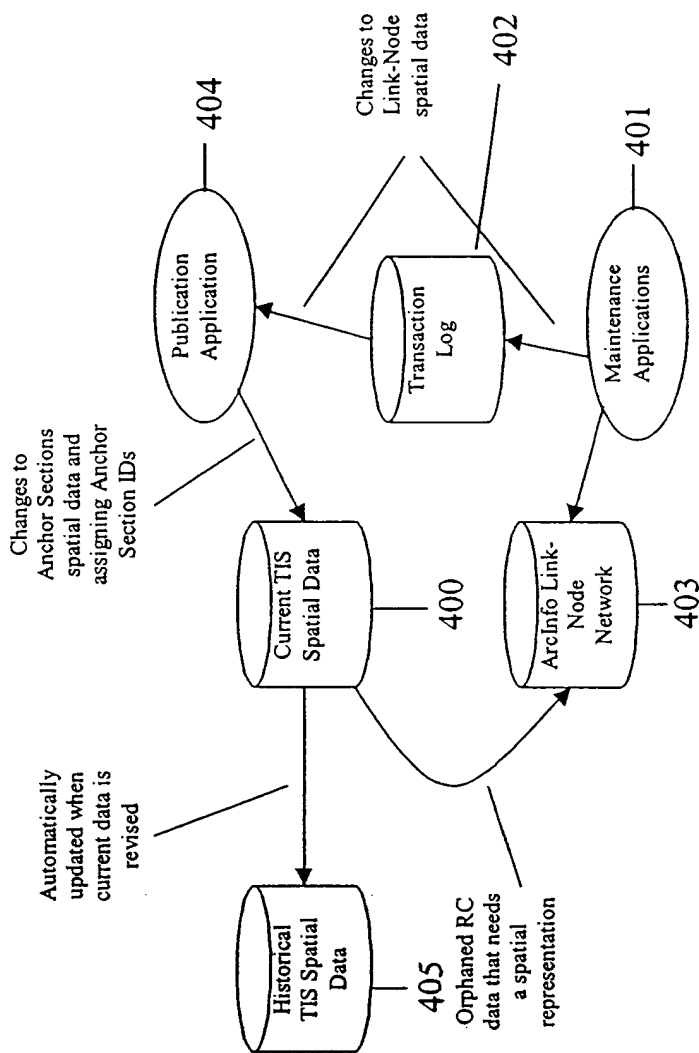 Automatically
updated when
current data is
revised
Changes to
Anchor Sections
spatial data and
assigning Anchor
Section IDs
404
Historical
TIS Spatial
Data
405
Current TIS
Spatial Data
400
Publication
Application
Changes to
Link-Node
spatial data
Transaction
Log
402
Orphaned RC
data that needs
a spatial
representation
ArcInfo Link-
Node
Network
403
Maintenance
Applications
401